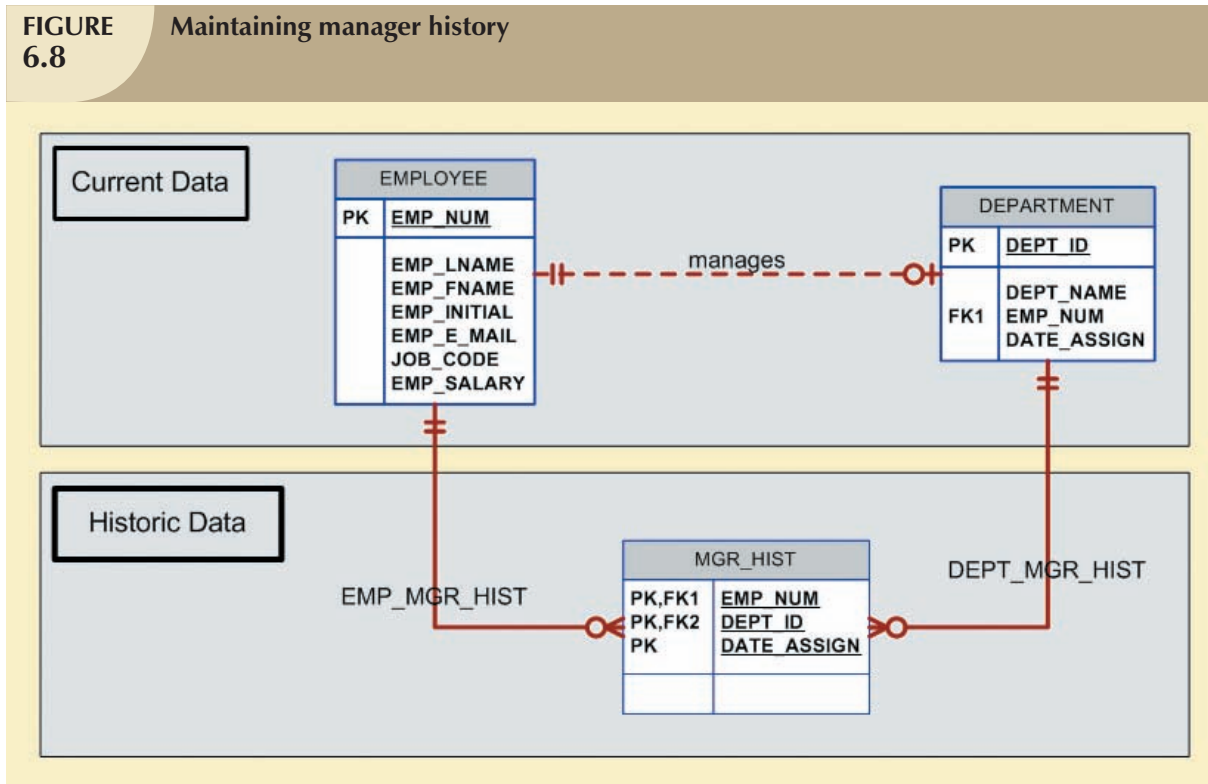 FIGURE
6.8
Maintaining manager history
Current Data
EMPLOYEE
PK EMP_NUM
EMP_LNAME
EMP_FNAME
EMP_INITIAL
EMP_E_MAIL
JOB_CODE
EMP_SALARY
manages
DEPARTMENT
PK DEPT_ID
DEPT_NAME
FK1 EMP_NUM
DATE_ASSIGN
Historic Data
EMP_MGR_HIST
MGR_HIST
PK,FK1 EMP_NUM
PK,FK2 DEPT_ID
PK DATE_ASSIGN
DEPT_MGR_HIST